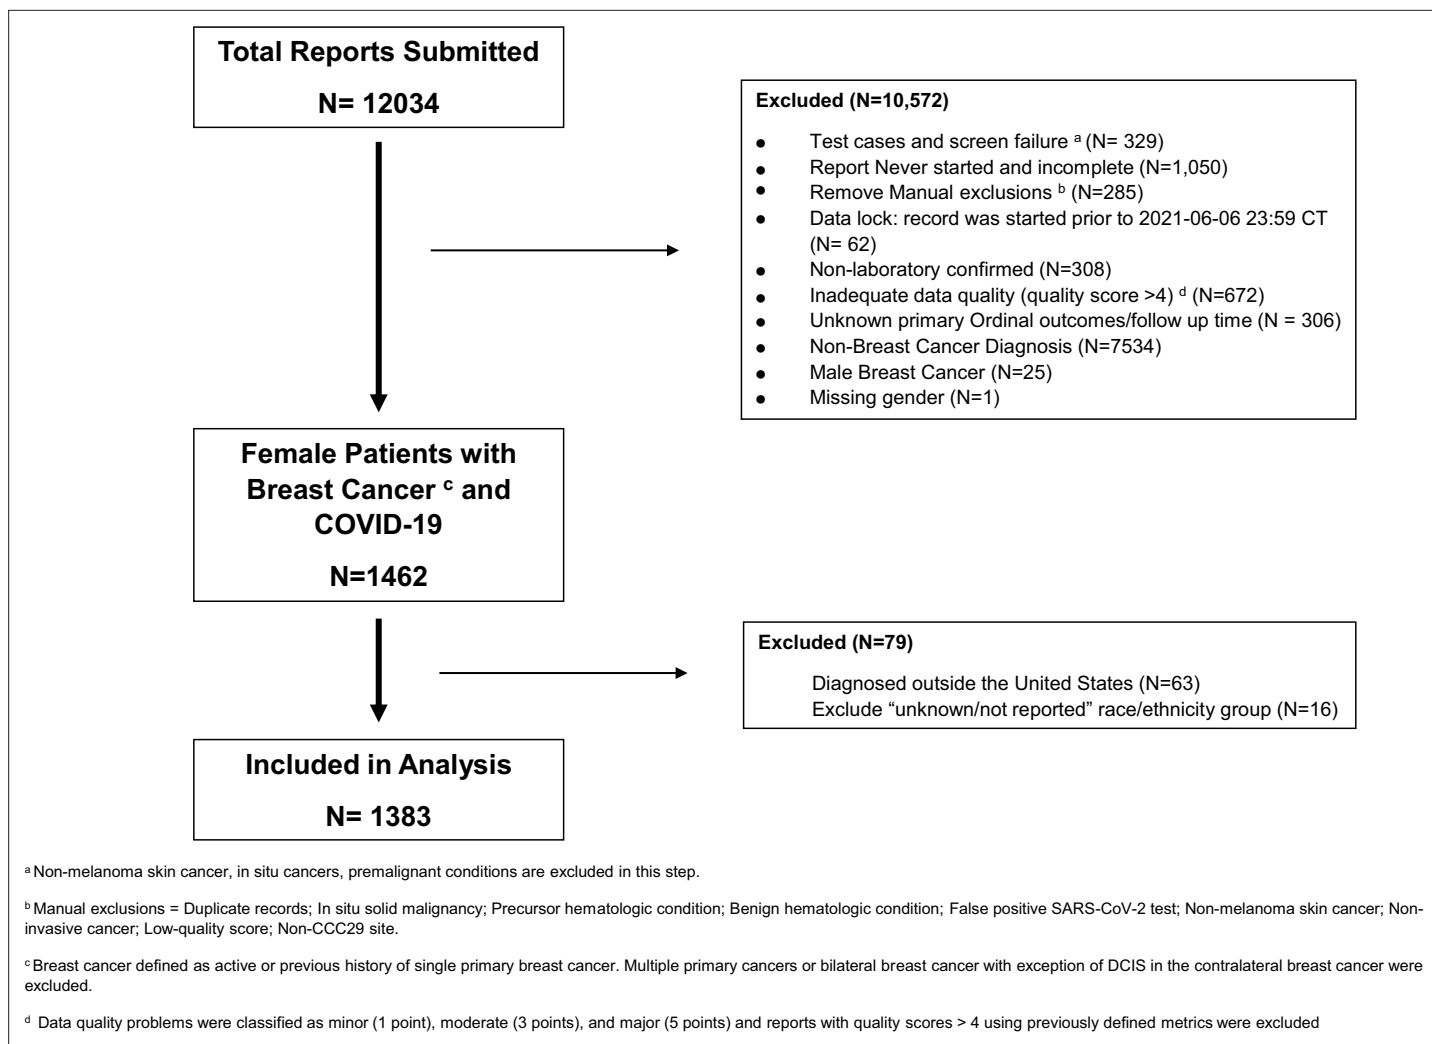 Total Reports Submitted
N= 12034
Excluded (N=10,572)
● Test cases and screen failure ᵃ (N= 329)
● Report Never started and incomplete (N=1,050)
● Remove Manual exclusions ᵇ (N=285)
● Data lock: record was started prior to 2021-06-06 23:59 CT
(N= 62)
● Non-laboratory confirmed (N=308)
● Inadequate data quality (quality score >4) ᵈ (N=672)
● Unknown primary Ordinal outcomes/follow up time (N = 306)
● Non-Breast Cancer Diagnosis (N=7534)
● Male Breast Cancer (N=25)
● Missing gender (N=1)
Female Patients with
Breast Cancer ᶜ and
COVID-19
N=1462
Excluded (N=79)
Diagnosed outside the United States (N=63)
Exclude “unknown/not reported” race/ethnicity group (N=16)
Included in Analysis
N= 1383
ᵃ Non-melanoma skin cancer, in situ cancers, premalignant conditions are excluded in this step.
ᵇ Manual exclusions = Duplicate records; In situ solid malignancy; Precursor hematologic condition; Benign hematologic condition; False positive SARS-CoV-2 test; Non-melanoma skin cancer; Non-
invasive cancer; Low-quality score; Non-CCC29 site.
ᶜ Breast cancer defined as active or previous history of single primary breast cancer. Multiple primary cancers or bilateral breast cancer with exception of DCIS in the contralateral breast cancer were
excluded.
ᵈ Data quality problems were classified as minor (1 point), moderate (3 points), and major (5 points) and reports with quality scores > 4 using previously defined metrics were excluded